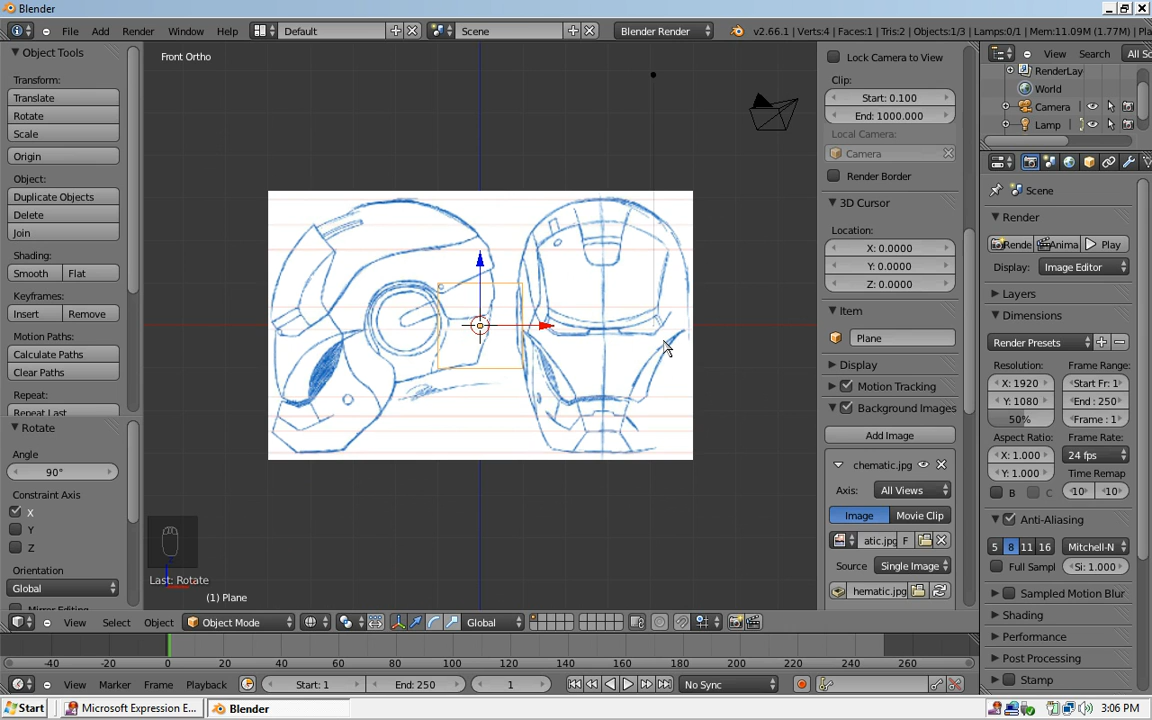 Blender
File Add Render Window Help Default Scene Blender Render v2.66.1 | Verts:4 | Faces:1 | Tris:2 | Objects:1/3 | Lamps:0/1 | Mem:11.09M (1.77M) | Pla
Object Tools
Transform:
Translate
Rotate
Scale
Origin
Object:
Duplicate Objects
Delete
Join
Shading:
Smooth Flat
Keyframes:
Insert Remove
Motion Paths:
Calculate Paths
Clear Paths
Repeat:
Repeat Last
Rotate
Angle
90°
Constraint Axis
X
Y
Z
Orientation
Global
Front Ortho
Last: Rotate
(1) Plane
Lock Camera to View
Clip:
Start: 0.100
End: 1000.000
Local Camera:
Camera
Render Border
3D Cursor
Location:
X: 0.0000
Y: 0.0000
Z: 0.0000
Item
Plane
Display
Motion Tracking
Background Images
Add Image
chematic.jpg
Axis: All Views
Image Movie Clip
atic.jpg F
Source Single Image
hematic.jpg
View Search All Sc
RenderLay
World
Camera
Lamp
Scene
Render
Rende Anima Play
Display: Image Editor
Layers
Dimensions
Render Presets
Resolution: Frame Range:
X: 1920 Start Fr: 1
Y: 1080 End : 250
50% Frame : 1
Aspect Ratio: Frame Rate:
X: 1.000 24 fps
Y: 1.000 Time Remap
B C 10 10
Anti-Aliasing
5 8 11 16 Mitchell-N
Full Sampl Si: 1.000
Sampled Motion Blur
Shading
Performance
Post Processing
Stamp
View Select Object Object Mode Global
-40 -20 0 20 40 60 80 100 120 140 160 180 200 220 240 260
View Marker Frame Playback Start: 1 End: 250 1 No Sync
Start Microsoft Expression E... Blender 3:06 PM